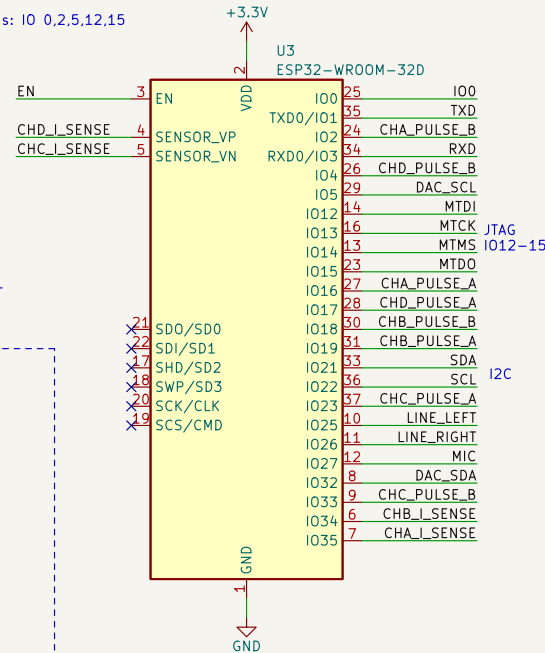 +3.3V
s: IO 0,2,5,12,15
U3
ESP32-WROOM-32D
2
VDD
EN 3 EN
IO0 25 IO0
TXD0/IO1 35 TXD
CHD_I_SENSE 4 SENSOR_VP
IO2 24 CHA_PULSE_B
CHC_I_SENSE 5 SENSOR_VN
RXD0/IO3 34 RXD
IO4 26 CHD_PULSE_B
IO5 29 DAC_SCL
IO12 14 MTDI
IO13 16 MTCK
JTAG
IO14 13 MTMS
IO12-15
IO15 23 MTDO
IO16 27 CHA_PULSE_A
IO17 28 CHD_PULSE_A
21 SDO/SD0
IO18 30 CHB_PULSE_B
22 SDI/SD1
IO19 31 CHB_PULSE_A
17 SHD/SD2
IO21 33 SDA
I2C
18 SWP/SD3
IO22 36 SCL
20 SCK/CLK
IO23 37 CHC_PULSE_A
19 SCS/CMD
IO25 10 LINE_LEFT
IO26 11 LINE_RIGHT
IO27 12 MIC
IO32 8 DAC_SDA
IO33 9 CHC_PULSE_B
IO34 6 CHB_I_SENSE
IO35 7 CHA_I_SENSE
GND
1
GND